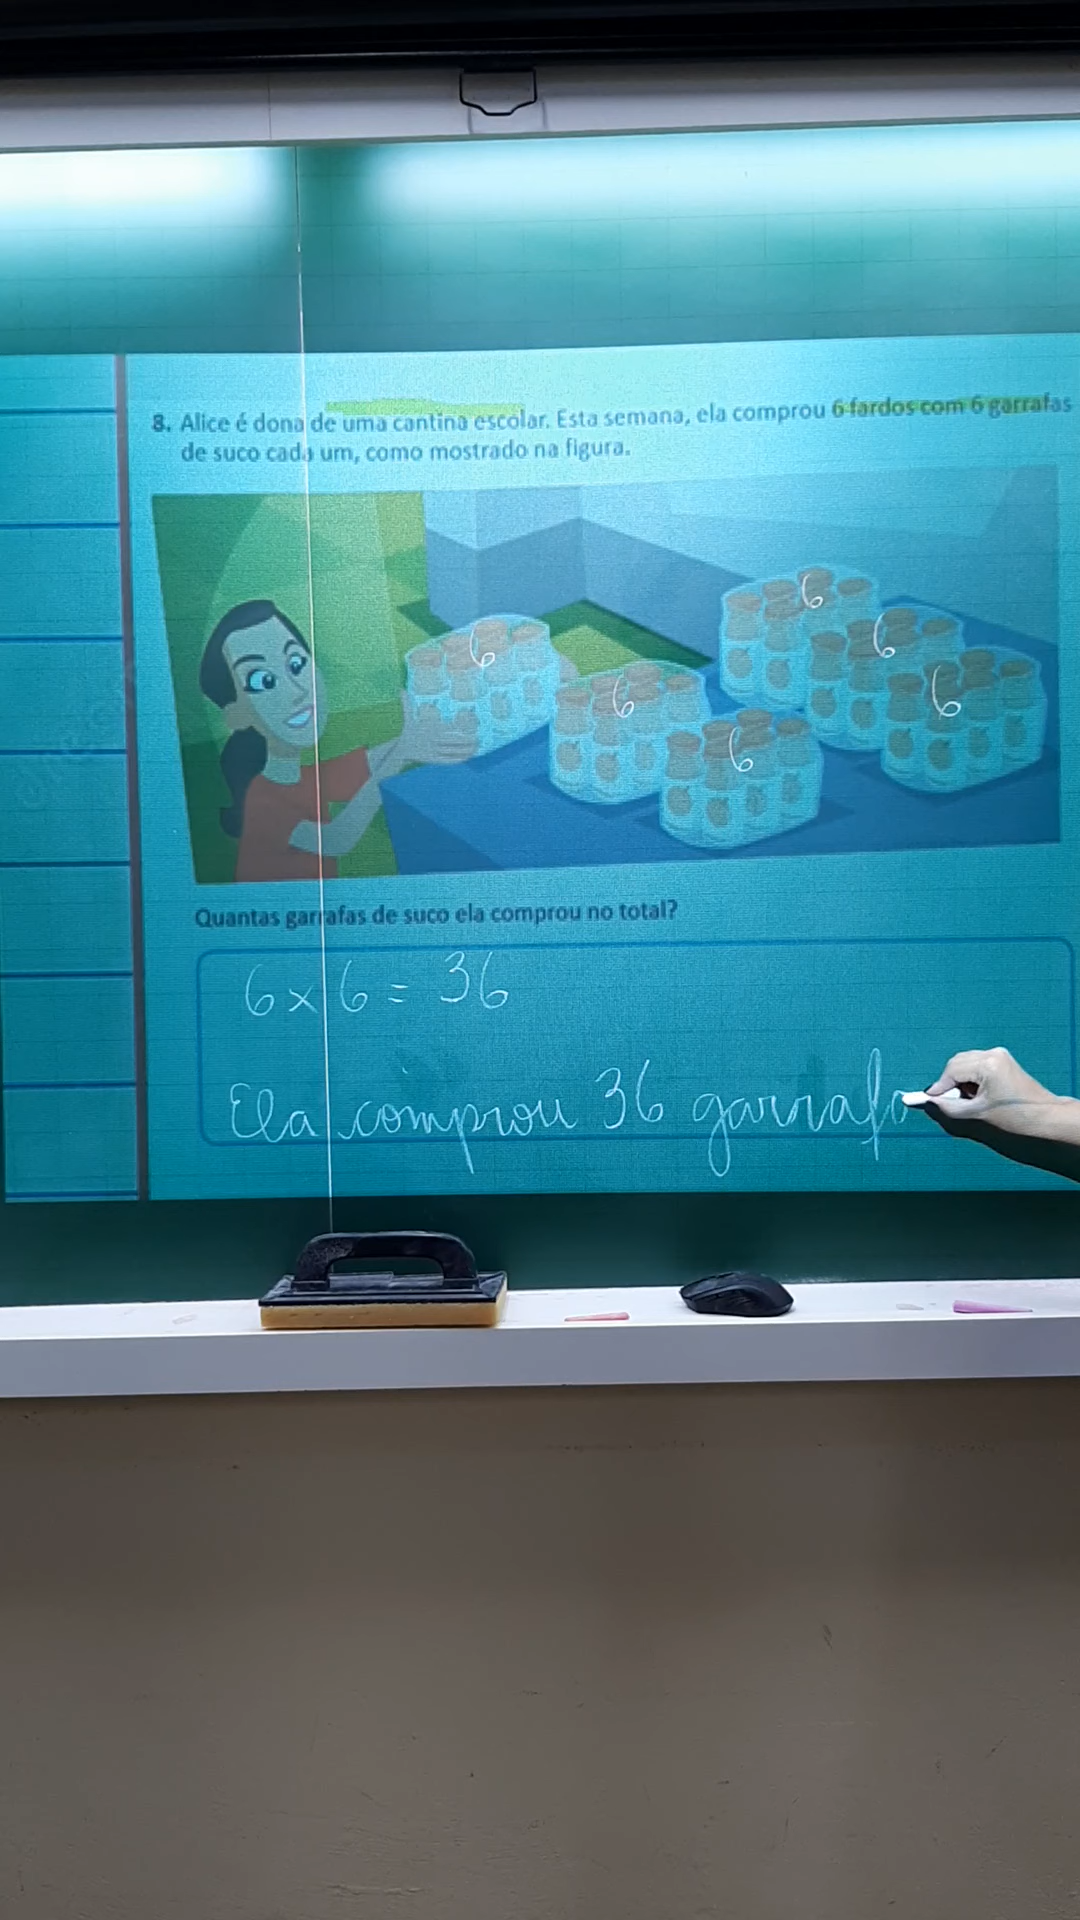 8. Alice é dona de uma cantina escolar. Esta semana, ela comprou 6 fardos com 6 garrafas
de suco cada um, como mostrado na figura.
6
6
6
6
6
6
Quantas garrafas de suco ela comprou no total?
6 x 6 = 36
Ela comprou 36 garrafa